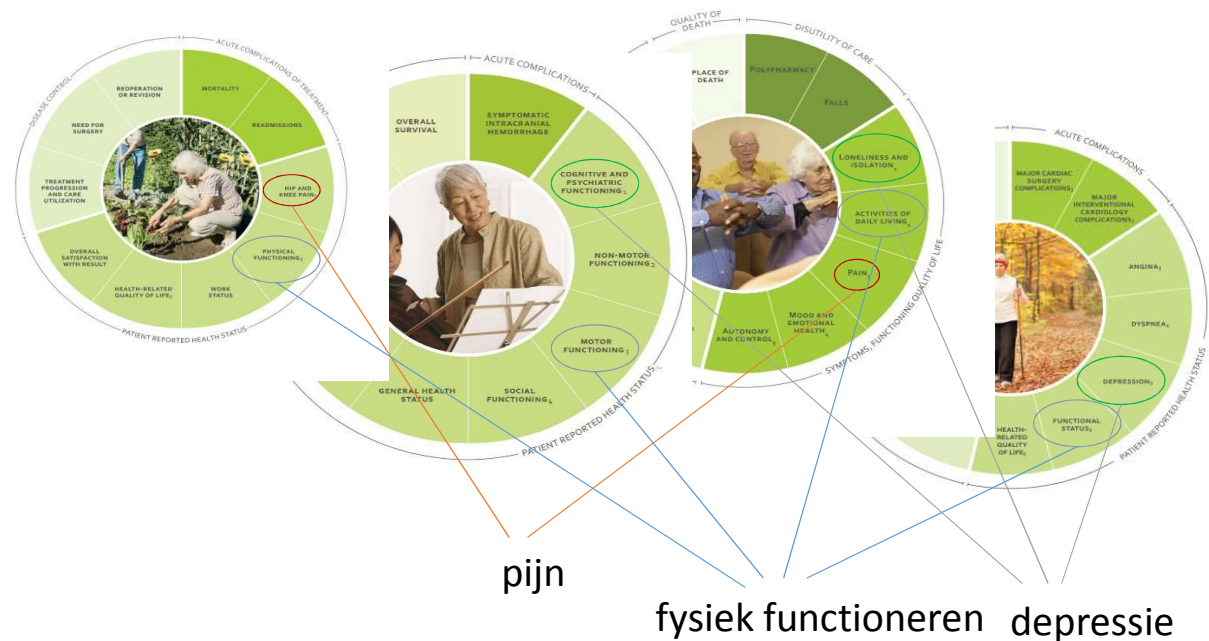 ACUTE COMPLICATIONS OF TREATMENT
DISEASE CONTROL
REOPERATION
OR REVISION
MORTALITY
NEED FOR
SURGERY
READMISSIONS
TREATMENT
PROGRESSION
AND CARE
UTILIZATION
HIP AND
KNEE PAIN
OVERALL
SATISFACTION
WITH RESULT
PHYSICAL
FUNCTIONING
HEALTH-RELATED
QUALITY OF LIFE
WORK
STATUS
PATIENT REPORTED HEALTH STATUS
ACUTE COMPLICATIONS
OVERALL
SURVIVAL
SYMPTOMATIC
INTRACRANIAL
HEMORRHAGE
COGNITIVE AND
PSYCHIATRIC
FUNCTIONING
NON-MOTOR
FUNCTIONING
MOTOR
FUNCTIONING
GENERAL HEALTH
STATUS
SOCIAL
FUNCTIONING
PATIENT REPORTED HEALTH STATUS
QUALITY OF
DEATH
DISUTILITY OF CARE
PLACE OF
DEATH
POLYPHARMACY
FALLS
LONELINESS AND
ISOLATION
ACTIVITIES OF
DAILY LIVING
PAIN
MOOD AND
EMOTIONAL
HEALTH
AUTONOMY
AND CONTROL
SYMPTOMS, FUNCTIONING QUALITY OF LIFE
ACUTE COMPLICATIONS
MAJOR CARDIAC
SURGERY
COMPLICATIONS
MAJOR
INTERVENTIONAL
CARDIOLOGY
COMPLICATIONS
ANGINA
DYSPNEA
DEPRESSION
FUNCTIONAL
STATUS
HEALTH-
RELATED
QUALITY
OF LIFE
PATIENT REPORTED HEALTH STATUS
pijn
fysiek functioneren
depressie